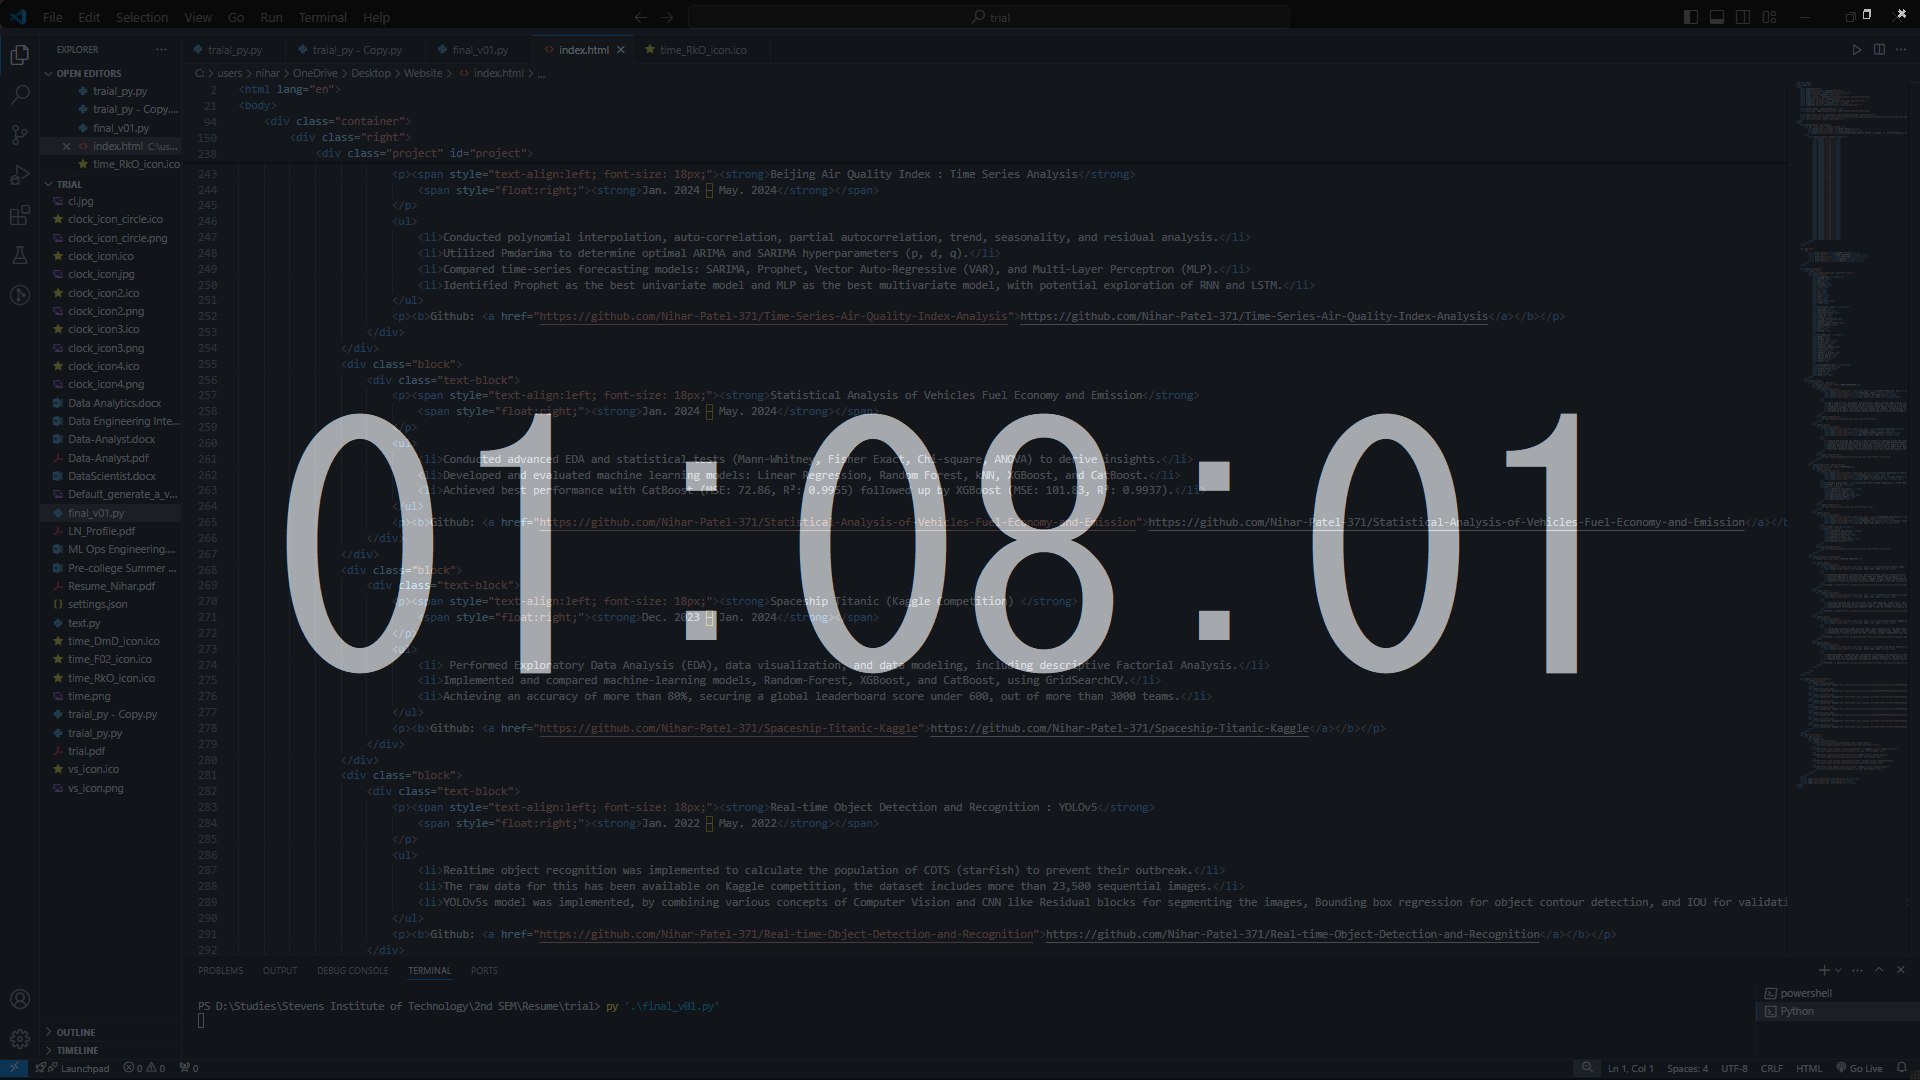 File Edit Selection View Go Run Terminal Help
trial
EXPLORER
traial_py.py
traial_py - Copy.py
final_v01.py
index.html
time_RkO_icon.ico
C: > users > nihar > OneDrive > Desktop > Website > <> index.html > ...
OPEN EDITORS
traial_py.py
traial_py - Copy....
final_v01.py
index.html C:\us...
time_RkO_icon.ico
TRIAL
cl.jpg
clock_icon_circle.ico
clock_icon_circle.png
clock_icon.ico
clock_icon.jpg
clock_icon2.ico
clock_icon2.png
clock_icon3.ico
clock_icon3.png
clock_icon4.ico
clock_icon4.png
Data Analytics.docx
Data Engineering Inte...
Data-Analyst.docx
Data-Analyst.pdf
DataScientist.docx
Default_generate_a_v...
final_v01.py
LN_Profile.pdf
ML Ops Engineering....
Pre-college Summer ...
Resume_Nihar.pdf
settings.json
text.py
time_DmD_icon.ico
time_F02_icon.ico
time_RkO_icon.ico
time.png
traial_py - Copy.py
traial_py.py
trial.pdf
vs_icon.ico
vs_icon.png
OUTLINE
TIMELINE
2 <html lang="en">
21 <body>
94 <div class="container">
150 <div class="right">
238 <div class="project" id="project">
243 <p><span style="text-align:left; font-size: 18px;"><strong>Beijing Air Quality Index : Time Series Analysis</strong>
244 <span style="float:right;"><strong>Jan. 2024 – May. 2024</strong></span>
245 </p>
246 <ul>
247 <li>Conducted polynomial interpolation, auto-correlation, partial autocorrelation, trend, seasonality, and residual analysis.</li>
248 <li>Utilized Pmdarima to determine optimal ARIMA and SARIMA hyperparameters (p, d, q).</li>
249 <li>Compared time-series forecasting models: SARIMA, Prophet, Vector Auto-Regressive (VAR), and Multi-Layer Perceptron (MLP).</li>
250 <li>Identified Prophet as the best univariate model and MLP as the best multivariate model, with potential exploration of RNN and LSTM.</li>
251 </ul>
252 <p><b>Github: <a href="https://github.com/Nihar-Patel-371/Time-Series-Air-Quality-Index-Analysis">https://github.com/Nihar-Patel-371/Time-Series-Air-Quality-Index-Analysis</a></b></p>
253 </div>
254 </div>
255 <div class="block">
256 <div class="text-block">
257 <p><span style="text-align:left; font-size: 18px;"><strong>Statistical Analysis of Vehicles Fuel Economy and Emission</strong>
258 <span style="float:right;"><strong>Jan. 2024 – May. 2024</strong></span>
259 </p>
260 <ul>
261 <li>Conducted advanced EDA and statistical tests (Mann-Whitney, Fisher Exact, Chi-square, ANOVA) to derive insights.</li>
262 <li>Developed and evaluated machine learning models: Linear Regression, Random Forest, kNN, XGBoost, and CatBoost.</li>
263 <li>Achieved best performance with CatBoost (MSE: 72.86, R²: 0.9955) followed up by XGBoost (MSE: 101.83, R²: 0.9937).</li>
264 </ul>
265 <p><b>Github: <a href="https://github.com/Nihar-Patel-371/Statistical-Analysis-of-Vehicles-Fuel-Economy-and-Emission">https://github.com/Nihar-Patel-371/Statistical-Analysis-of-Vehicles-Fuel-Economy-and-Emission</a></b
266 </div>
267 </div>
268 <div class="block">
269 <div class="text-block">
270 <p><span style="text-align:left; font-size: 18px;"><strong>Spaceship Titanic (Kaggle Competition) </strong>
271 <span style="float:right;"><strong>Dec. 2023 – Jan. 2024</strong></span>
272 </p>
273 <ul>
274 <li> Performed Exploratory Data Analysis (EDA), data visualization, and data modeling, including descriptive Factorial Analysis.</li>
275 <li>Implemented and compared machine-learning models, Random-Forest, XGBoost, and CatBoost, using GridSearchCV.</li>
276 <li>Achieving an accuracy of more than 80%, securing a global leaderboard score under 600, out of more than 3000 teams.</li>
277 </ul>
278 <p><b>Github: <a href="https://github.com/Nihar-Patel-371/Spaceship-Titanic-Kaggle">https://github.com/Nihar-Patel-371/Spaceship-Titanic-Kaggle</a></b></p>
279 </div>
280 </div>
281 <div class="block">
282 <div class="text-block">
283 <p><span style="text-align:left; font-size: 18px;"><strong>Real-time Object Detection and Recognition : YOLOv5</strong>
284 <span style="float:right;"><strong>Jan. 2022 – May. 2022</strong></span>
285 </p>
286 <ul>
287 <li>Realtime object recognition was implemented to calculate the population of COTS (starfish) to prevent their outbreak.</li>
288 <li>The raw data for this has been available on Kaggle competition, the dataset includes more than 23,500 sequential images.</li>
289 <li>YOLOv5s model was implemented, by combining various concepts of Computer Vision and CNN like Residual blocks for segmenting the images, Bounding box regression for object contour detection, and IOU for validati
290 </ul>
291 <p><b>Github: <a href="https://github.com/Nihar-Patel-371/Real-time-Object-Detection-and-Recognition">https://github.com/Nihar-Patel-371/Real-time-Object-Detection-and-Recognition</a></b></p>
292 </div>
01:08:01
PROBLEMS OUTPUT DEBUG CONSOLE TERMINAL PORTS
PS D:\Studies\Stevens Institute of Technology\2nd SEM\Resume\trial> py '.\final_v01.py'
powershell
Python
Launchpad 0 0 0
Ln 1, Col 1 Spaces: 4 UTF-8 CRLF HTML Go Live